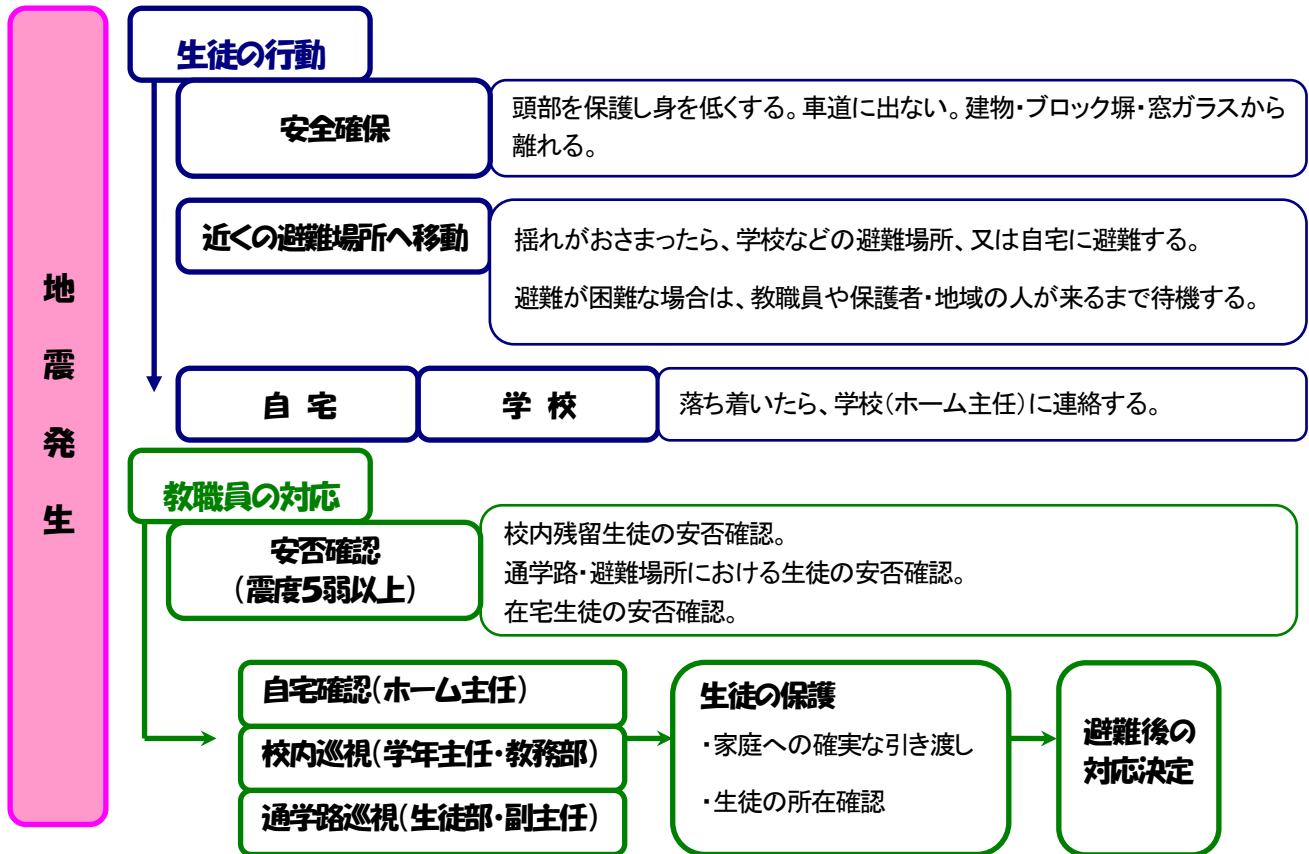 地震発生
生徒の行動
安全確保
頭部を保護し身を低くする。車道に出ない。建物・ブロック塀・窓ガラスから
離れる。
近くの避難場所へ移動
揺れがおさまったら、学校などの避難場所、又は自宅に避難する。
避難が困難な場合は、教職員や保護者・地域の人が来るまで待機する。
自 宅
学 校
落ち着いたら、学校(ホーム主任)に連絡する。
教職員の対応
安否確認
(震度5弱以上)
校内残留生徒の安否確認。
通学路・避難場所における生徒の安否確認。
在宅生徒の安否確認。
自宅確認(ホーム主任)
校内巡視(学年主任・教務部)
通学路巡視(生徒部・副主任)
生徒の保護
・家庭への確実な引き渡し
・生徒の所在確認
避難後の
対応決定